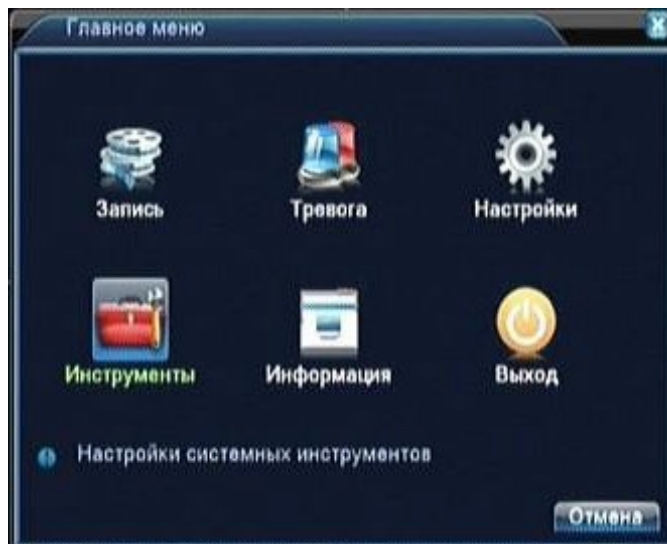 Главное меню
Запись Тревога Настройки
Инструменты Информация Выход
Настройки системных инструментов
Отмена